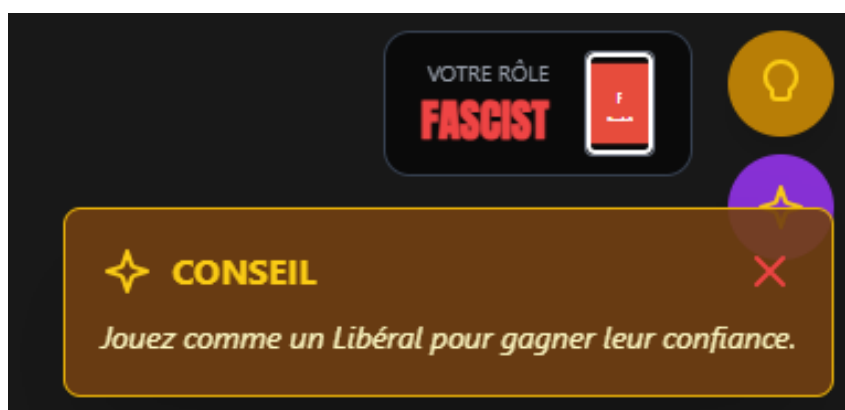 VOTRE RÔLE
FASCIST
F
CONSEIL
Jouez comme un Libéral pour gagner leur confiance.